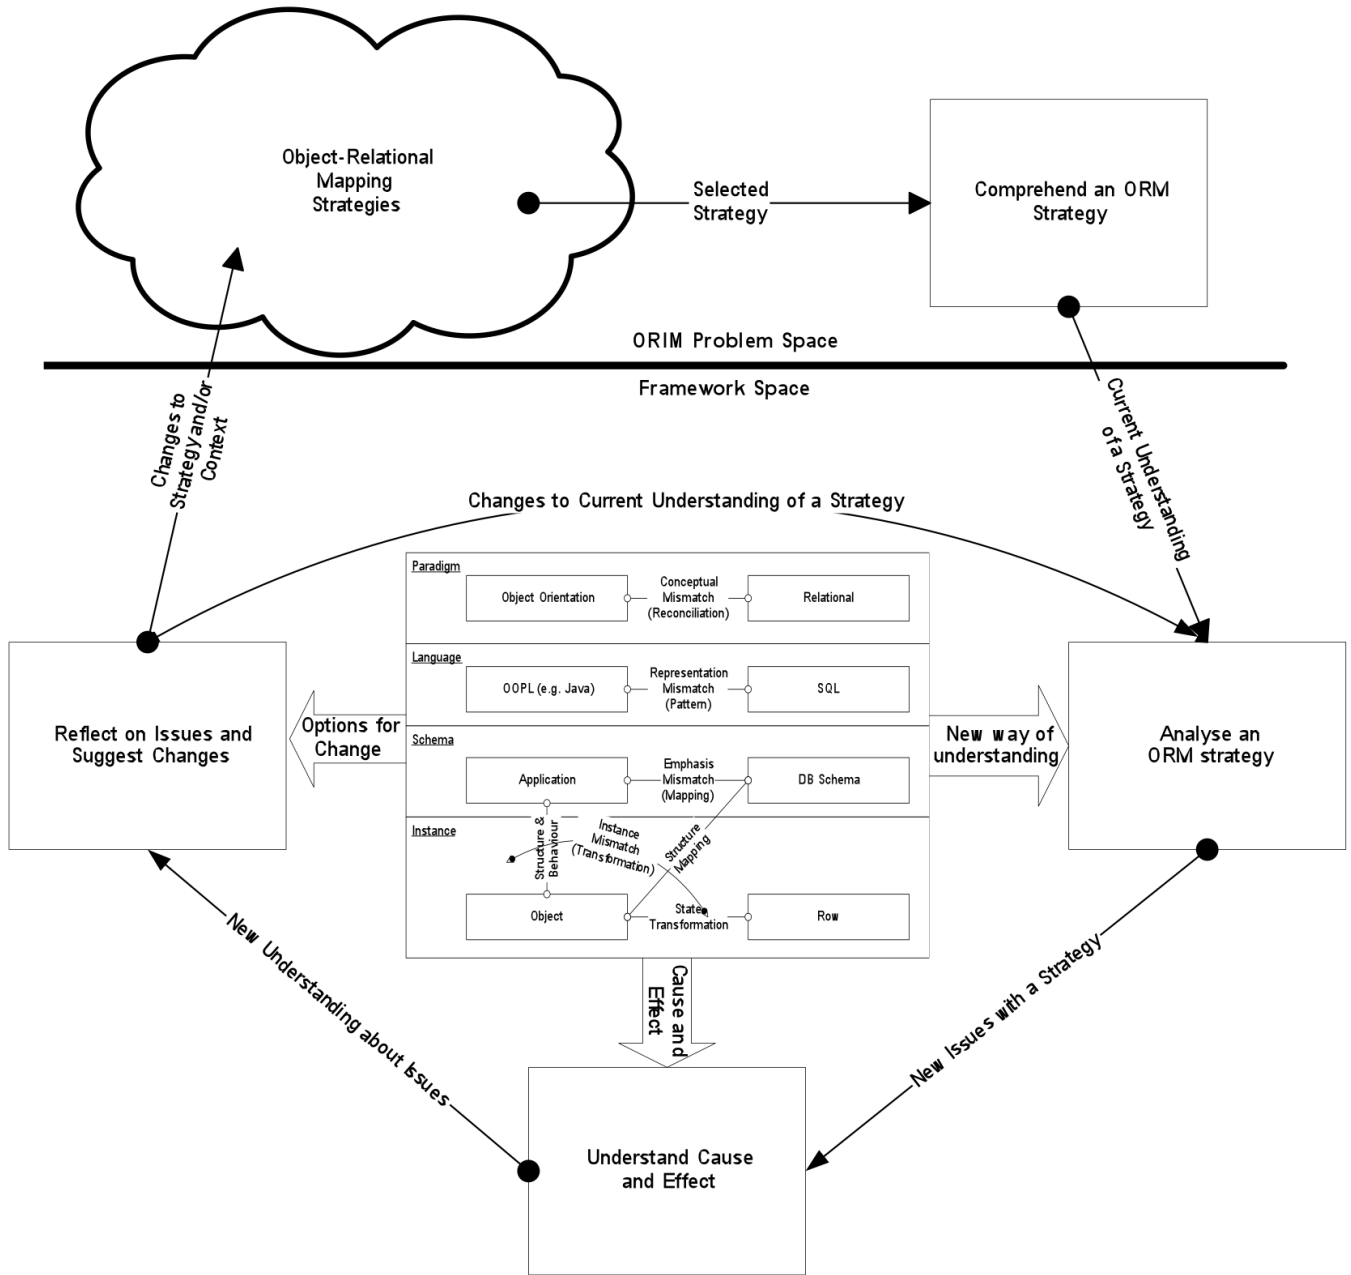 Object-Relational
Mapping
Strategies
Selected
Strategy
Comprehend an ORM
Strategy
ORIM Problem Space
Framework Space
Changes to
Strategy and/or
Context
Current Understanding
of a Strategy
Changes to Current Understanding of a Strategy
Paradigm
Object Orientation
Conceptual
Mismatch
(Reconciliation)
Relational
Language
OOPL (e.g. Java)
Representation
Mismatch
(Pattern)
SQL
Schema
Application
Emphasis
Mismatch
(Mapping)
DB Schema
Instance
Structure &
Behaviour
Instance
Mismatch
(Transformation)
Structure
Mapping
Object
State
Transformation
Row
Reflect on Issues and
Suggest Changes
Options for
Change
New way of
understanding
Analyse an
ORM strategy
Cause and
Effect
New Understanding about Issues
New Issues with a Strategy
Understand Cause
and Effect